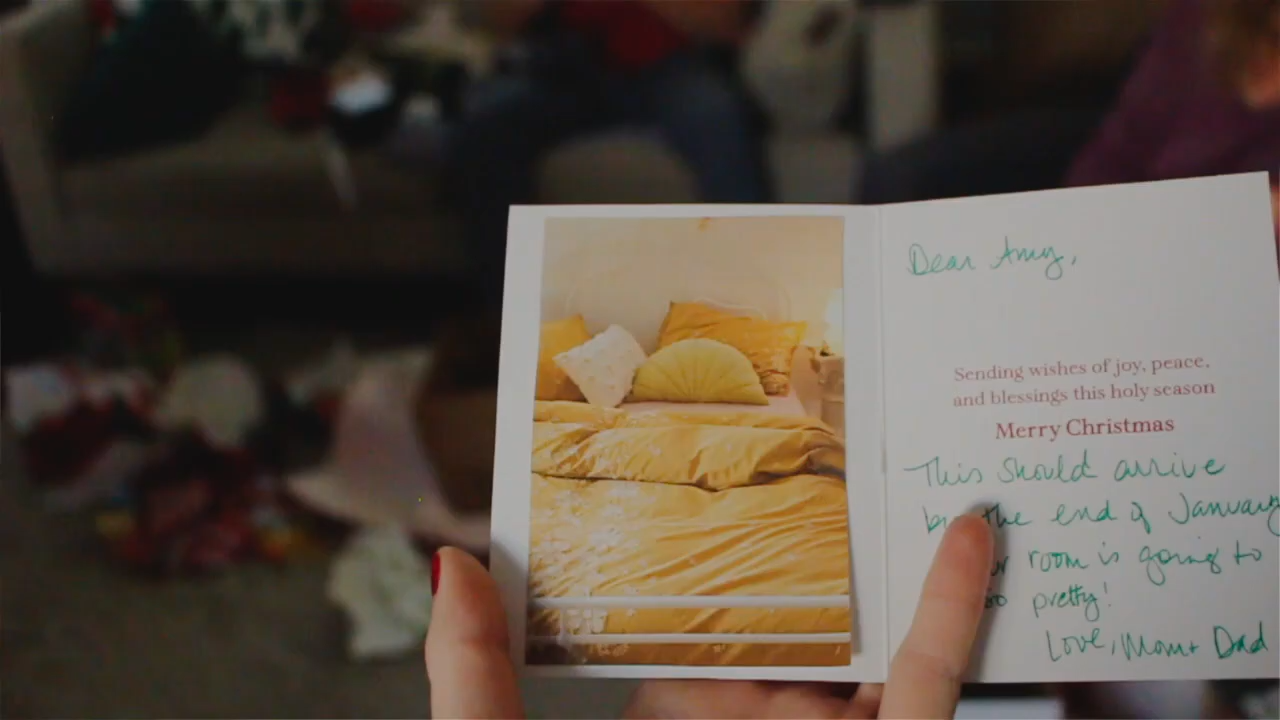 Dear Amy,
Sending wishes of joy, peace,
and blessings this holy season
Merry Christmas
This should arrive
the end of January
room is going to
pretty!
Love, Mom + Dad